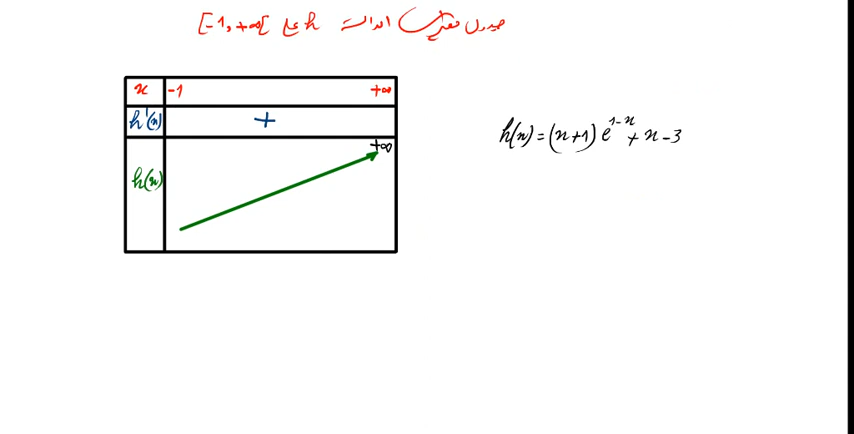 جدول تغيرات الدالة h على [-1, +∞[
x -1 +∞
h'(x) +
h(x) +∞
h(x) = (x+1) e^{1-x} + x - 3